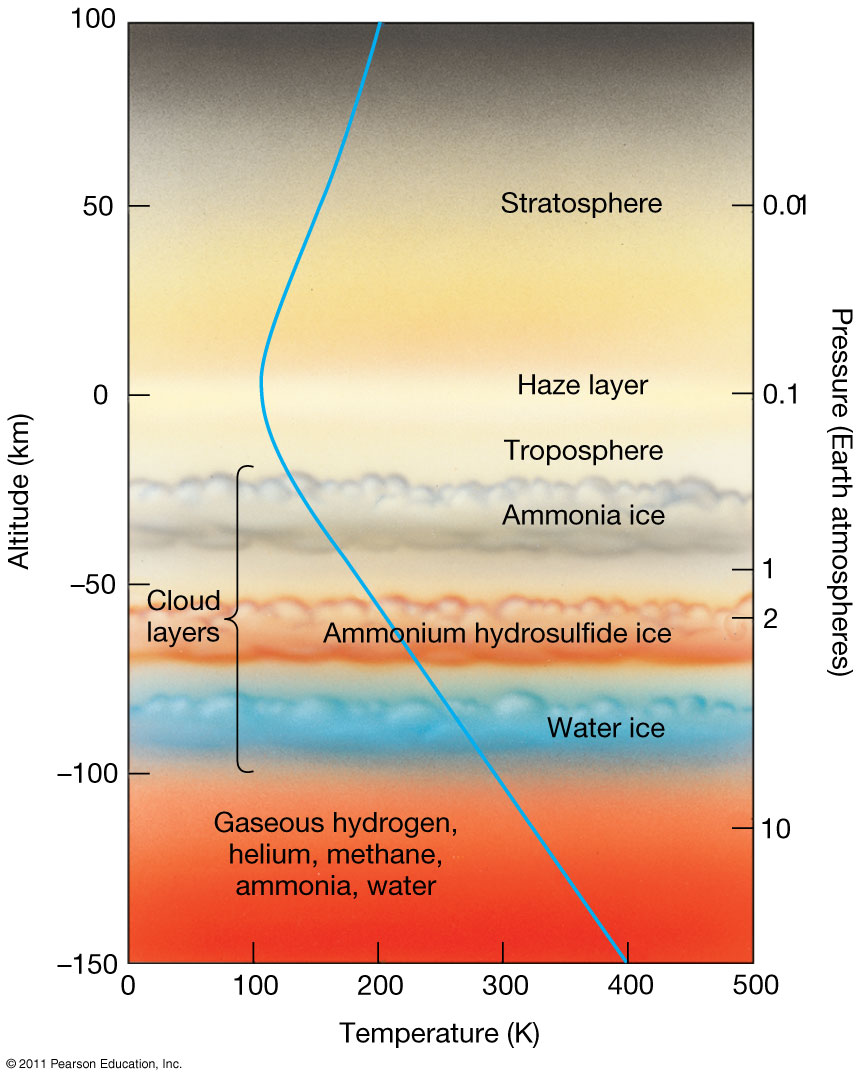 100
50
0
−50
−100
−150
Altitude (km)
Stratosphere
Haze layer
Troposphere
Ammonia ice
Cloud
layers
Ammonium hydrosulfide ice
Water ice
Gaseous hydrogen,
helium, methane,
ammonia, water
0.01
0.1
1
2
10
Pressure (Earth atmospheres)
0 100 200 300 400 500
Temperature (K)
© 2011 Pearson Education, Inc.